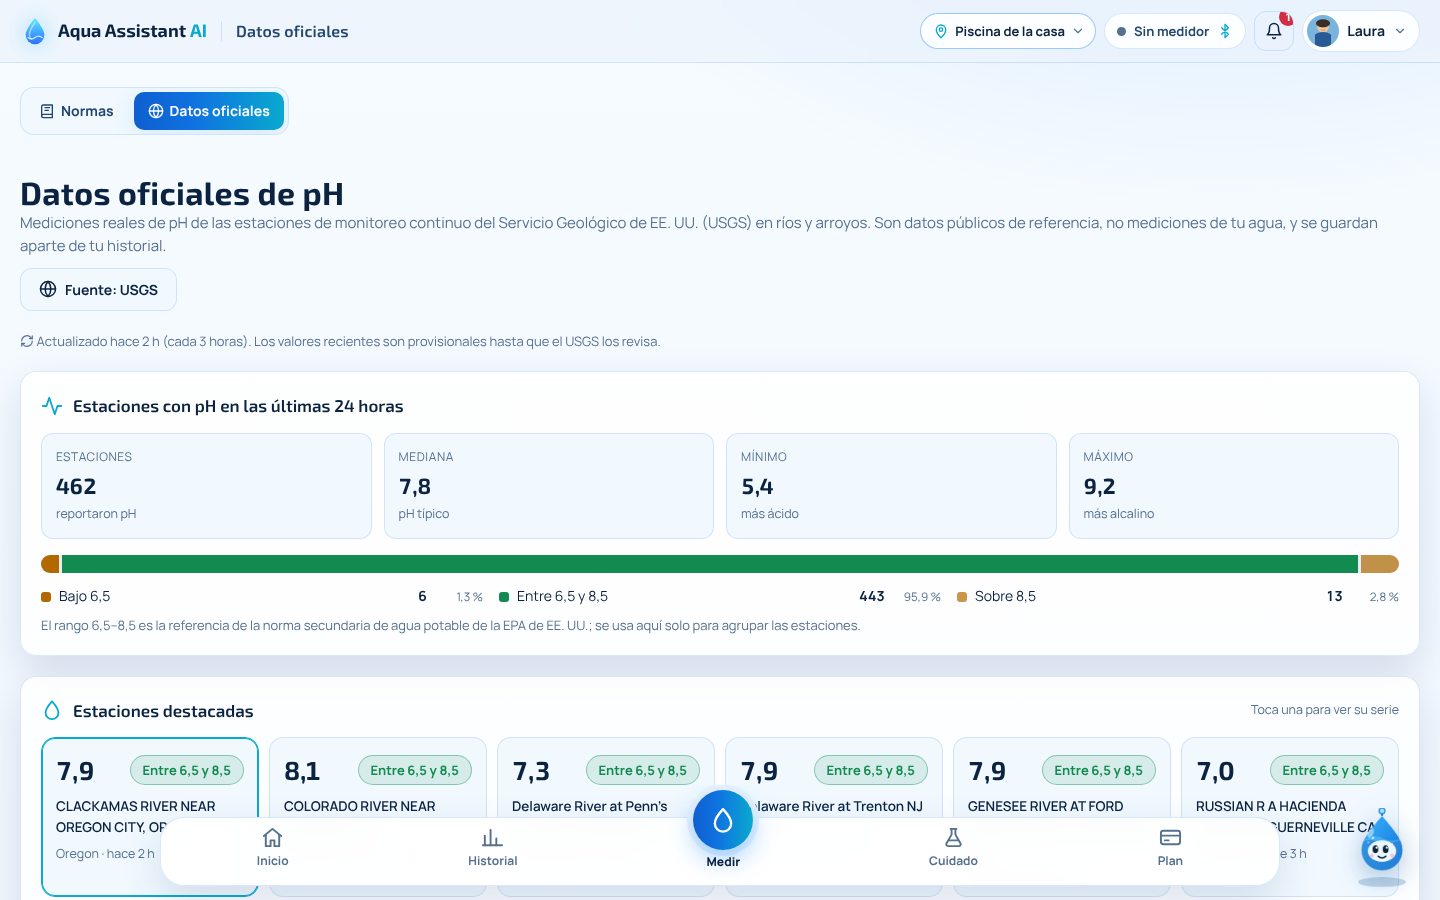 Aqua Assistant AI
Datos oficiales
Piscina de la casa
Sin medidor
1
Laura
Normas
Datos oficiales
Datos oficiales de pH
Mediciones reales de pH de las estaciones de monitoreo continuo del Servicio Geológico de EE. UU. (USGS) en ríos y arroyos. Son datos públicos de referencia, no mediciones de tu agua, y se guardan
aparte de tu historial.
Fuente: USGS
Actualizado hace 2 h (cada 3 horas). Los valores recientes son provisionales hasta que el USGS los revisa.
Estaciones con pH en las últimas 24 horas
ESTACIONES
462
reportaron pH
MEDIANA
7,8
pH típico
MÍNIMO
5,4
más ácido
MÁXIMO
9,2
más alcalino
Bajo 6,5 6 1,3 %
Entre 6,5 y 8,5 443 95,9 %
Sobre 8,5 13 2,8 %
El rango 6,5–8,5 es la referencia de la norma secundaria de agua potable de la EPA de EE. UU.; se usa aquí solo para agrupar las estaciones.
Estaciones destacadas
Toca una para ver su serie
7,9 Entre 6,5 y 8,5
CLACKAMAS RIVER NEAR
OREGON CITY,
Oregon · hace 2 h
8,1 Entre 6,5 y 8,5
COLORADO RIVER NEAR
7,3 Entre 6,5 y 8,5
Delaware River at Penn's
7,9 Entre 6,5 y 8,5
River at Trenton NJ
7,9 Entre 6,5 y 8,5
GENESEE RIVER AT FORD
7,0 Entre 6,5 y 8,5
RUSSIAN R A HACIENDA
GUERNEVILLE CA
3 h
Inicio
Historial
Medir
Cuidado
Plan